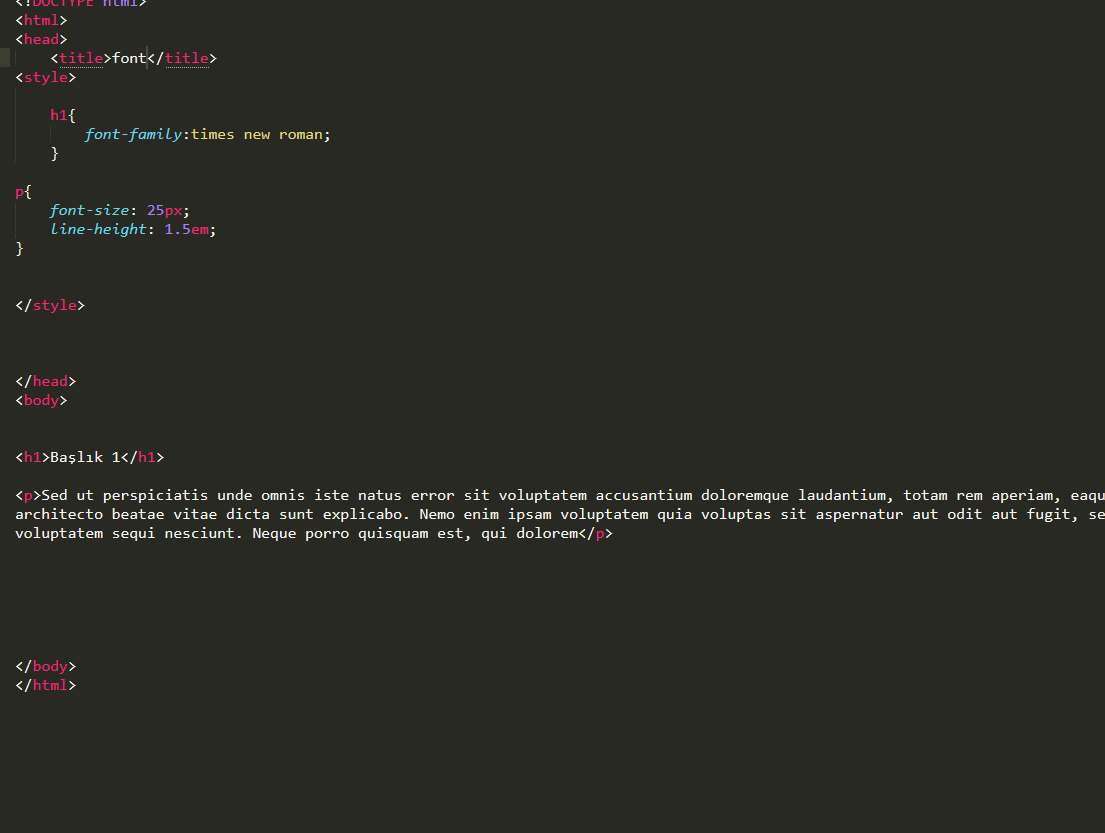 <!DOCTYPE html>
<html>
<head>
<title>font</title>
<style>
h1{
font-family:times new roman;
}
p{
font-size: 25px;
line-height: 1.5em;
}
</style>
</head>
<body>
<h1>Başlık 1</h1>
<p>Sed ut perspiciatis unde omnis iste natus error sit voluptatem accusantium doloremque laudantium, totam rem aperiam, eaqu
architecto beatae vitae dicta sunt explicabo. Nemo enim ipsam voluptatem quia voluptas sit aspernatur aut odit aut fugit, se
voluptatem sequi nesciunt. Neque porro quisquam est, qui dolorem</p>
</body>
</html>